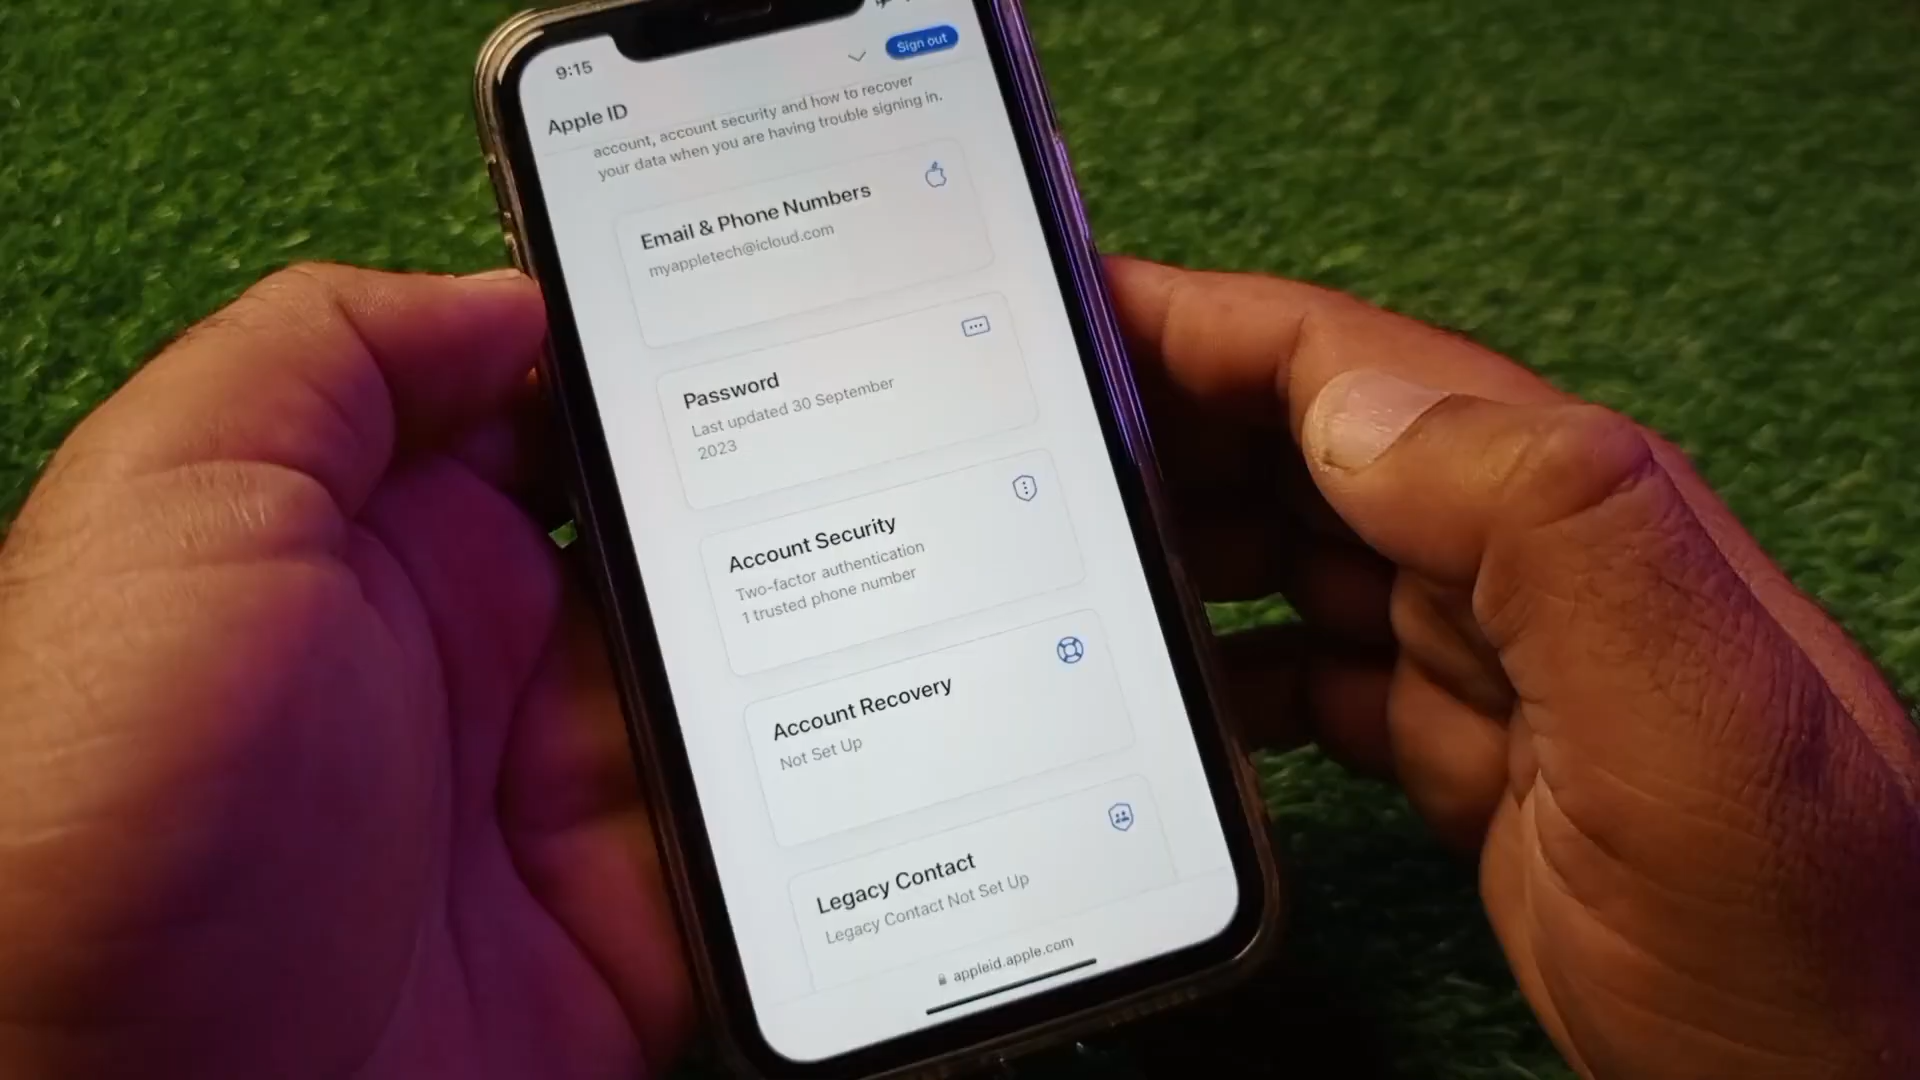 9:15
Sign out
Apple ID
account, account security and how to recover
your data when you are having trouble signing in.
Email & Phone Numbers
myappletech@icloud.com
Password
Last updated 30 September
2023
Account Security
Two-factor authentication
1 trusted phone number
Account Recovery
Not Set Up
Legacy Contact
Legacy Contact Not Set Up
appleid.apple.com